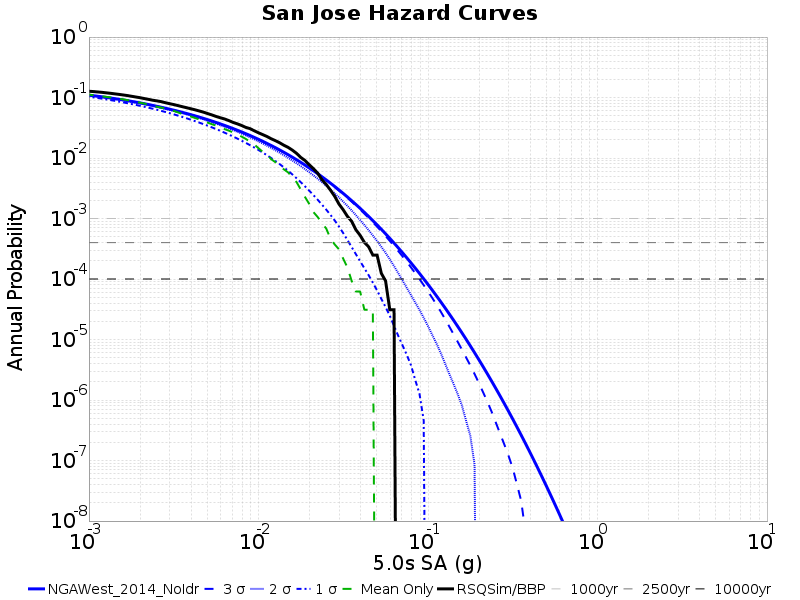 San Jose Hazard Curves
10^0
10^-1
10^-2
10^-3
10^-4
10^-5
10^-6
10^-7
10^-8
Annual Probability
10^-3 10^-2 10^-1 10^0 10^1
5.0s SA (g)
NGAWest_2014_NoIdr 3 σ 2 σ 1 σ Mean Only RSQSim/BBP 1000yr 2500yr 10000yr